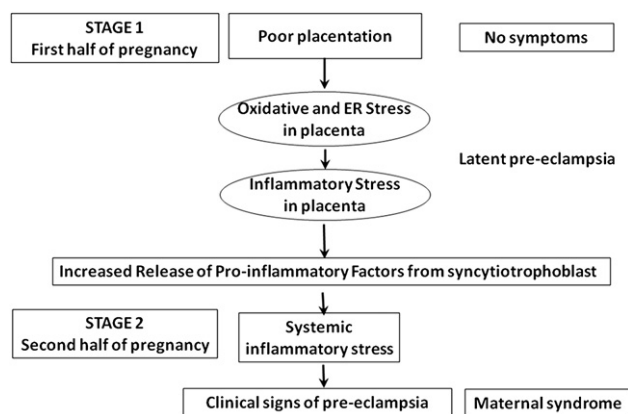 STAGE 1
First half of pregnancy
Poor placentation
No symptoms
Oxidative and ER Stress
in placenta
Latent pre-eclampsia
Inflammatory Stress
in placenta
Increased Release of Pro-inflammatory Factors from syncytiotrophoblast
STAGE 2
Second half of pregnancy
Systemic
inflammatory stress
Clinical signs of pre-eclampsia
Maternal syndrome